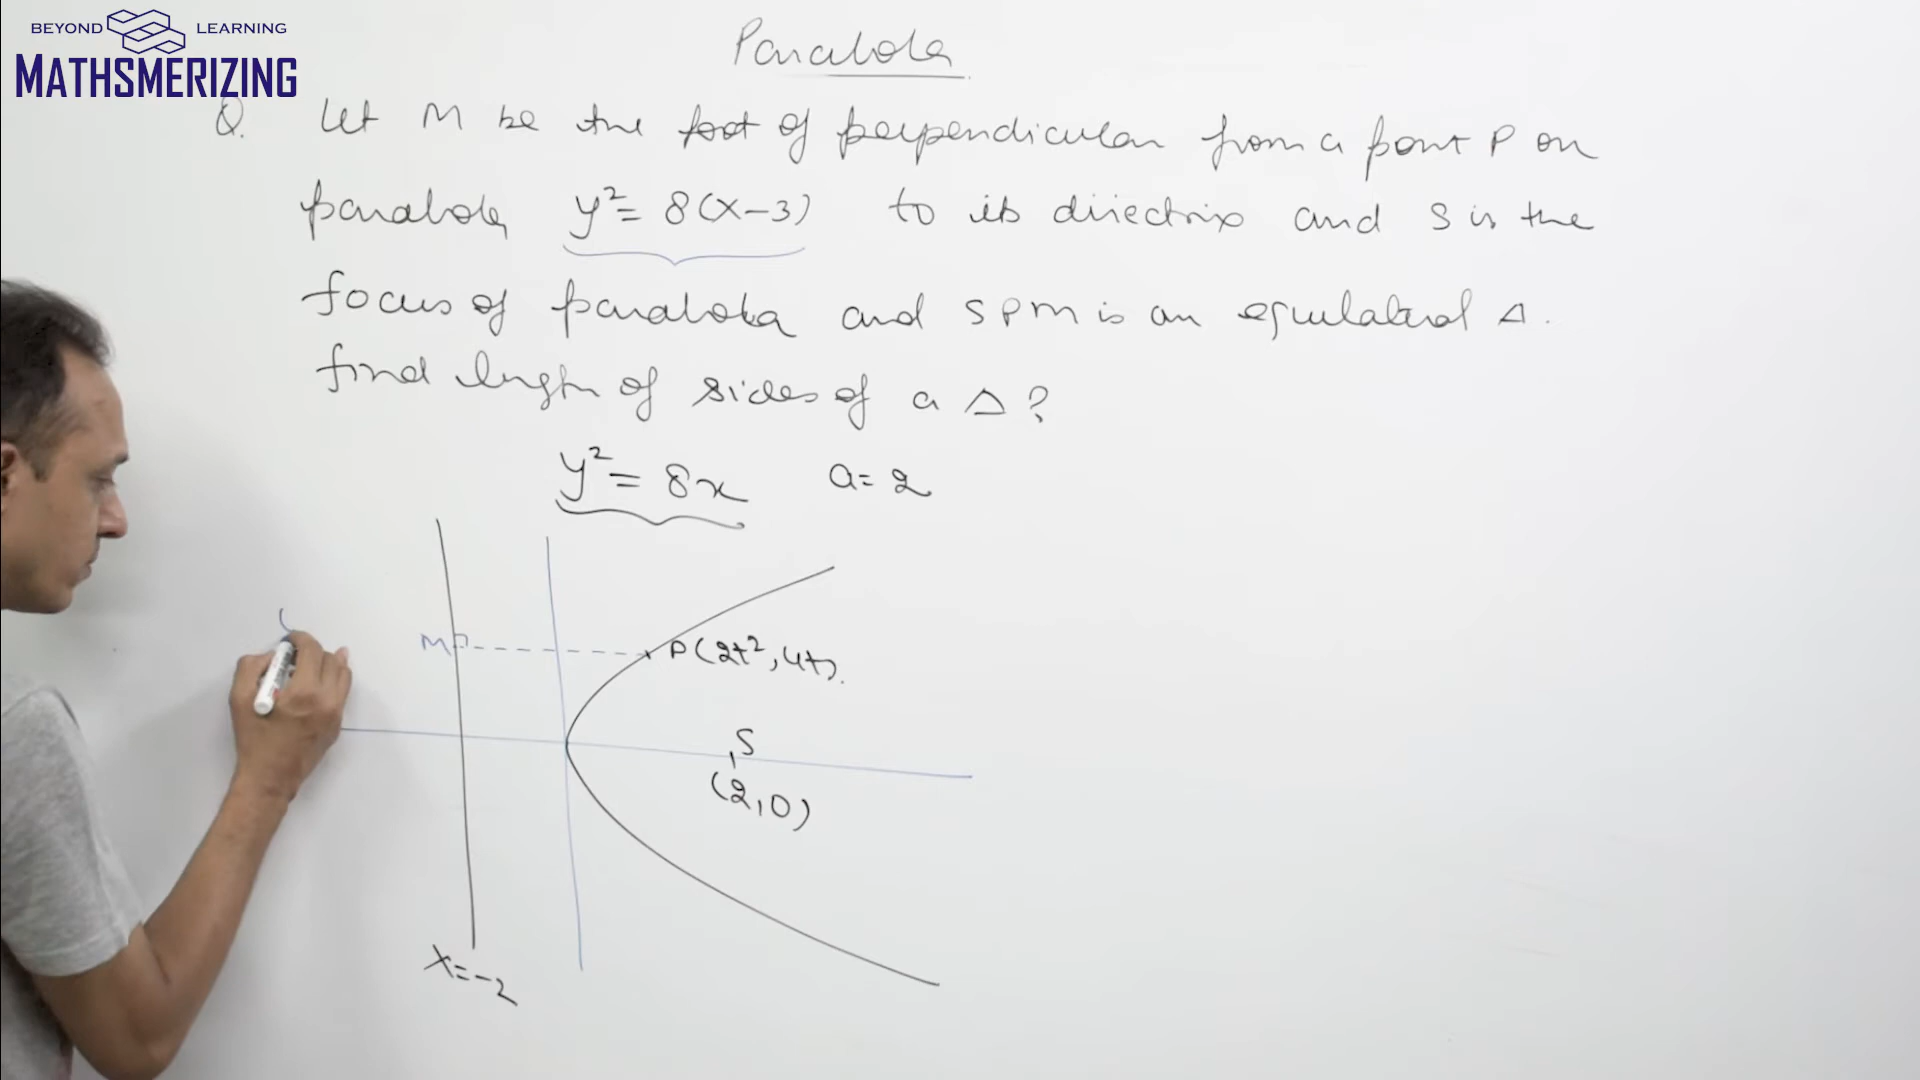 BEYOND LEARNING
MATHSMERIZING
Parabola
Q. Let M be the foot of perpendicular from a point P on
parabola y²= 8(x-3) to its directrix and S is the
focus of parabola and SPM is an equilateral Δ.
find length of sides of a Δ?
y²= 8x a= 2
M P(2t², 4t).
S
(2,0)
x=-2